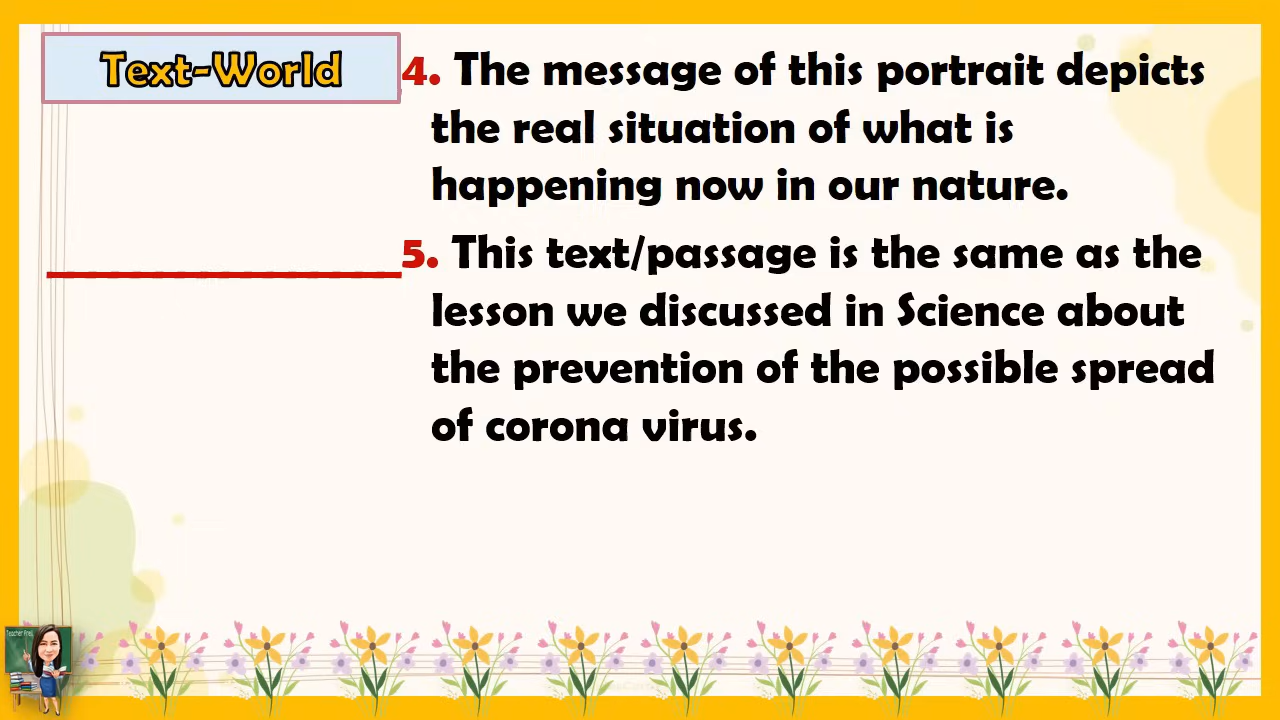 Text-World
4. The message of this portrait depicts
the real situation of what is
happening now in our nature.
5. This text/passage is the same as the
lesson we discussed in Science about
the prevention of the possible spread
of corona virus.